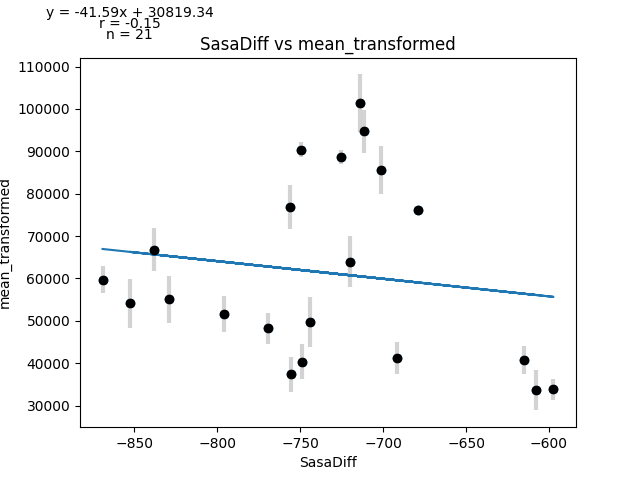 y = -41.59x + 30819.34
r = -0.15
n = 21
SasaDiff vs mean_transformed
110000
100000
90000
80000
70000
60000
50000
40000
30000
mean_transformed
−850
−800
−750
−700
−650
−600
SasaDiff